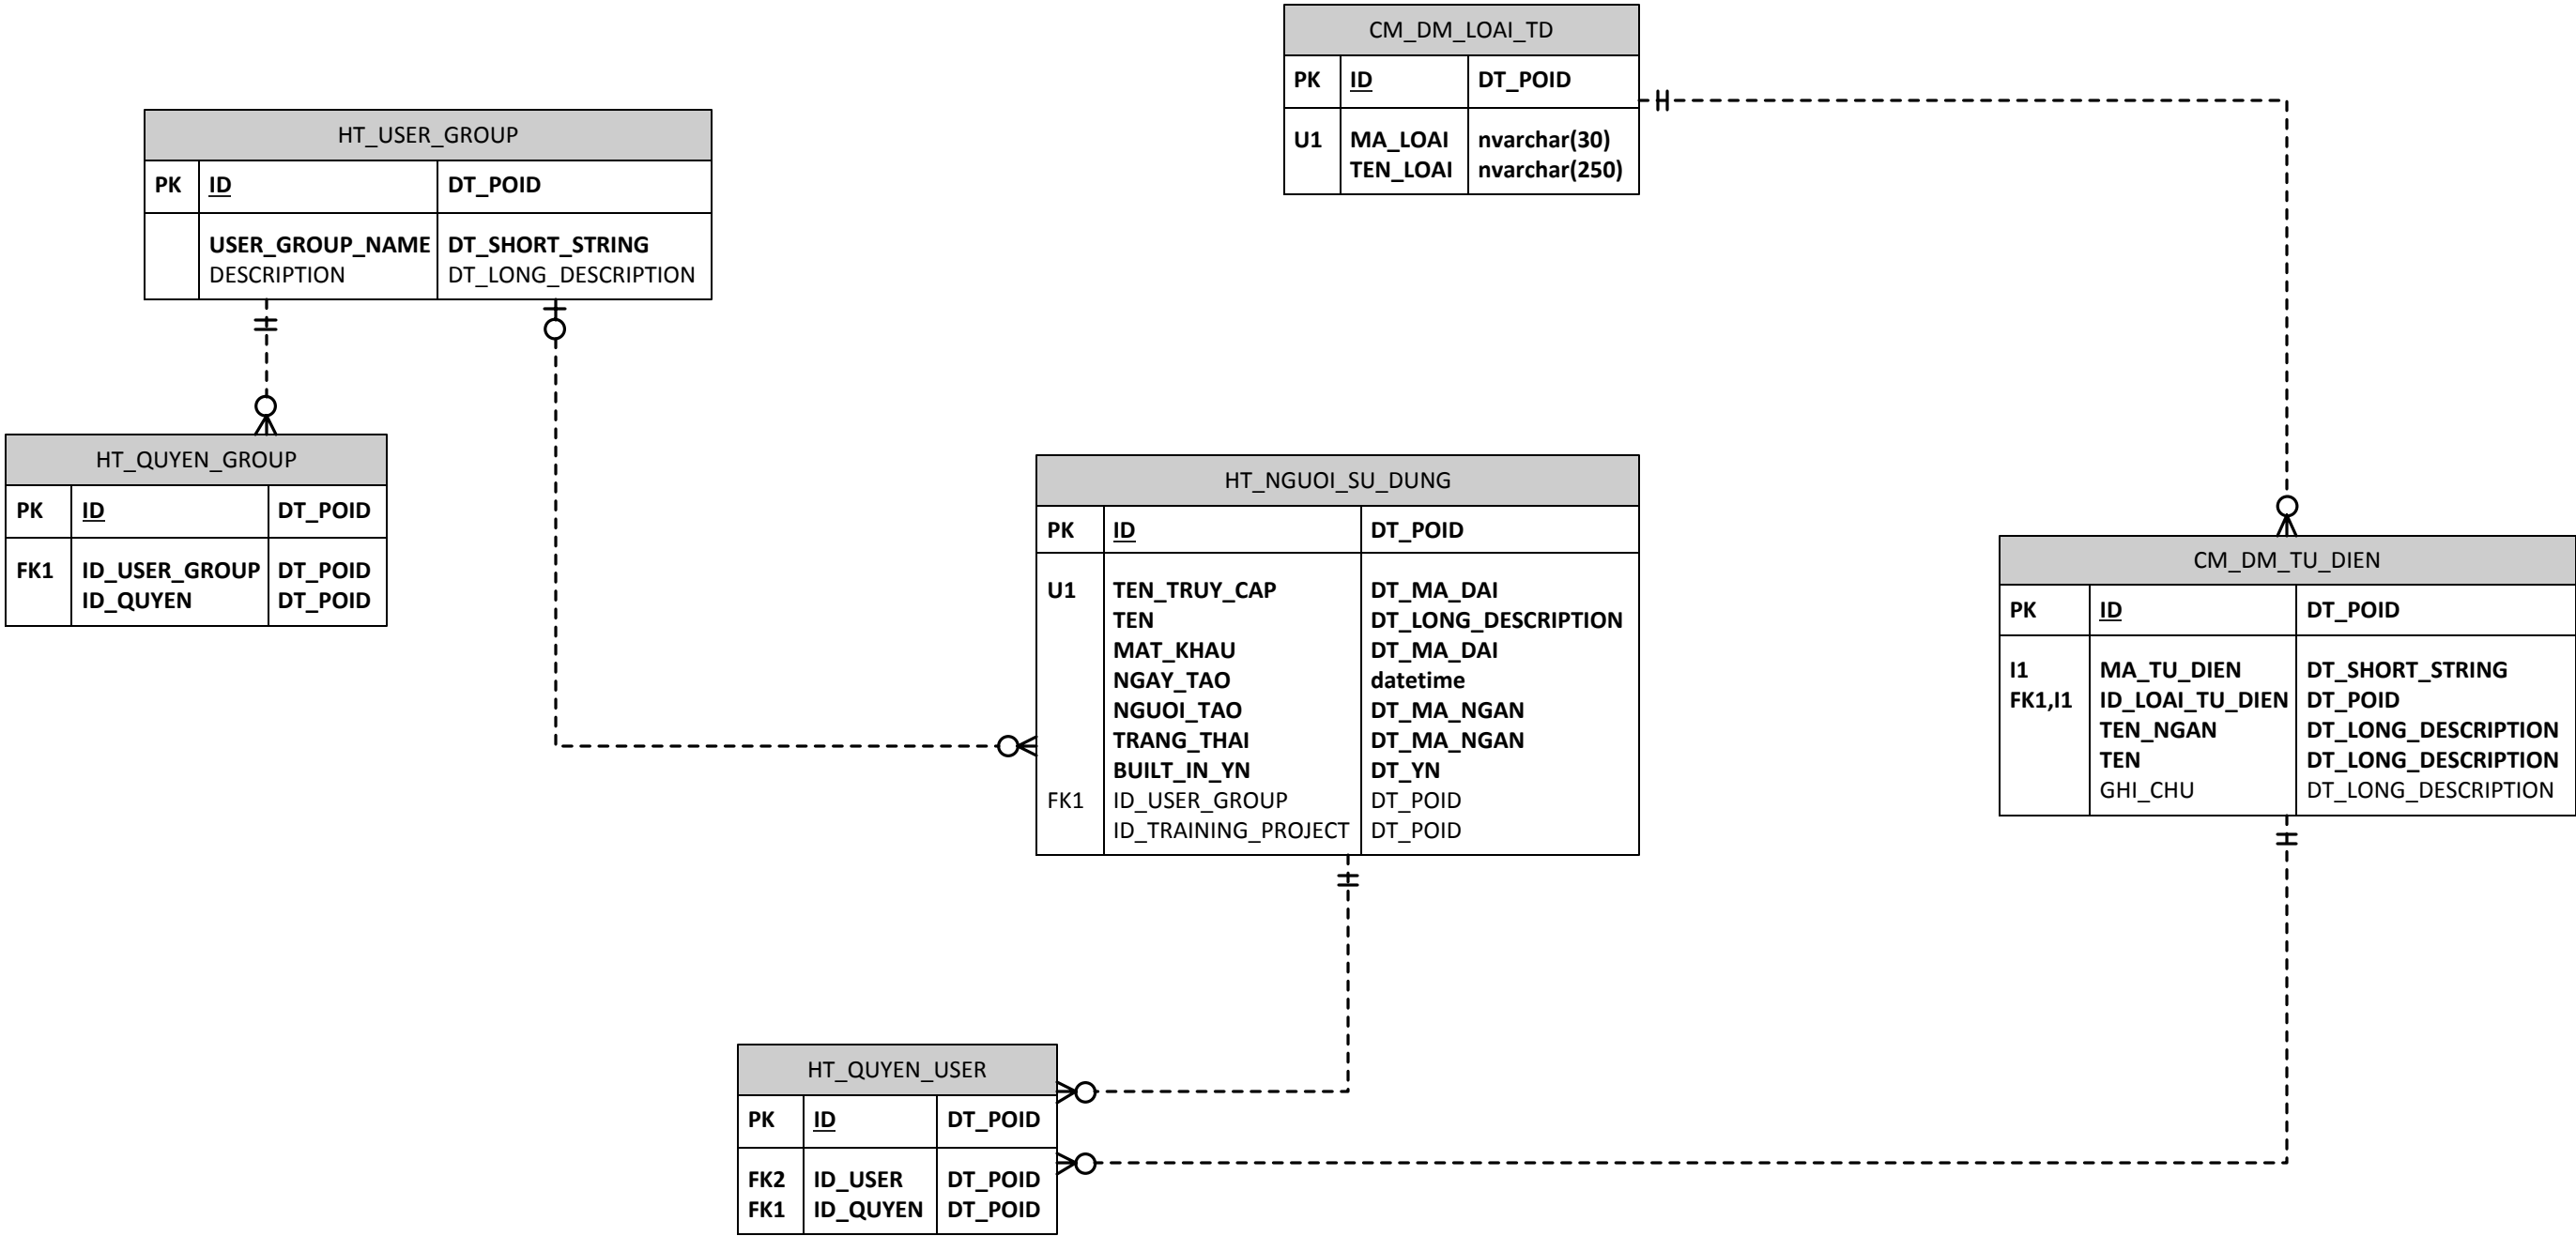 CM_DM_LOAI_TD
PK ID DT_POID
U1 MA_LOAI nvarchar(30)
TEN_LOAI nvarchar(250)
HT_USER_GROUP
PK ID DT_POID
USER_GROUP_NAME DT_SHORT_STRING
DESCRIPTION DT_LONG_DESCRIPTION
HT_QUYEN_GROUP
PK ID DT_POID
FK1 ID_USER_GROUP DT_POID
ID_QUYEN DT_POID
HT_NGUOI_SU_DUNG
PK ID DT_POID
U1 TEN_TRUY_CAP DT_MA_DAI
TEN DT_LONG_DESCRIPTION
MAT_KHAU DT_MA_DAI
NGAY_TAO datetime
NGUOI_TAO DT_MA_NGAN
TRANG_THAI DT_MA_NGAN
BUILT_IN_YN DT_YN
FK1 ID_USER_GROUP DT_POID
ID_TRAINING_PROJECT DT_POID
CM_DM_TU_DIEN
PK ID DT_POID
I1 MA_TU_DIEN DT_SHORT_STRING
FK1,I1 ID_LOAI_TU_DIEN DT_POID
TEN_NGAN DT_LONG_DESCRIPTION
TEN DT_LONG_DESCRIPTION
GHI_CHU DT_LONG_DESCRIPTION
HT_QUYEN_USER
PK ID DT_POID
FK2 ID_USER DT_POID
FK1 ID_QUYEN DT_POID